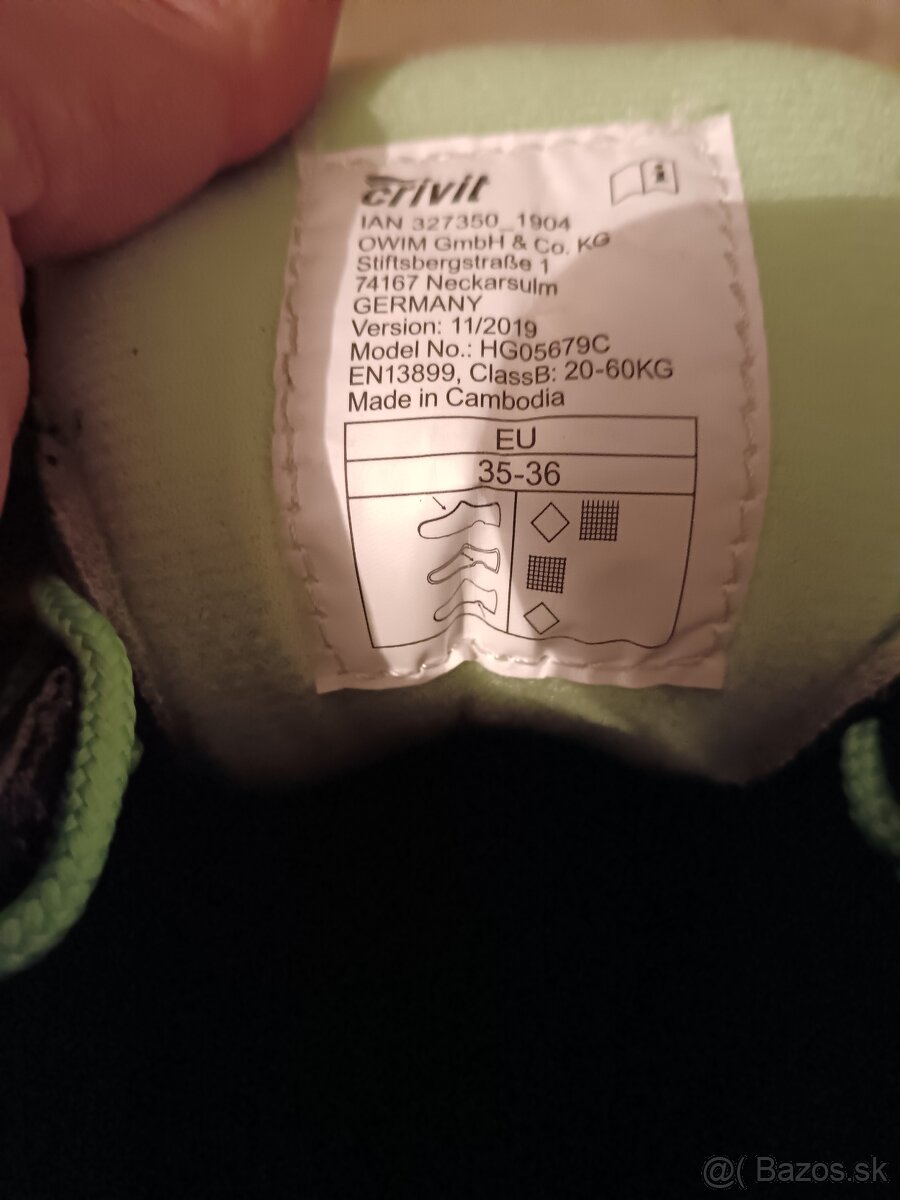 crivit
IAN 327350_1904
OWIM GmbH & Co. KG
Stiftsbergstraße 1
74167 Neckarsulm
GERMANY
Version: 11/2019
Model No.: HG05679C
EN13899, ClassB: 20-60KG
Made in Cambodia
EU
35-36
@( Bazos.sk